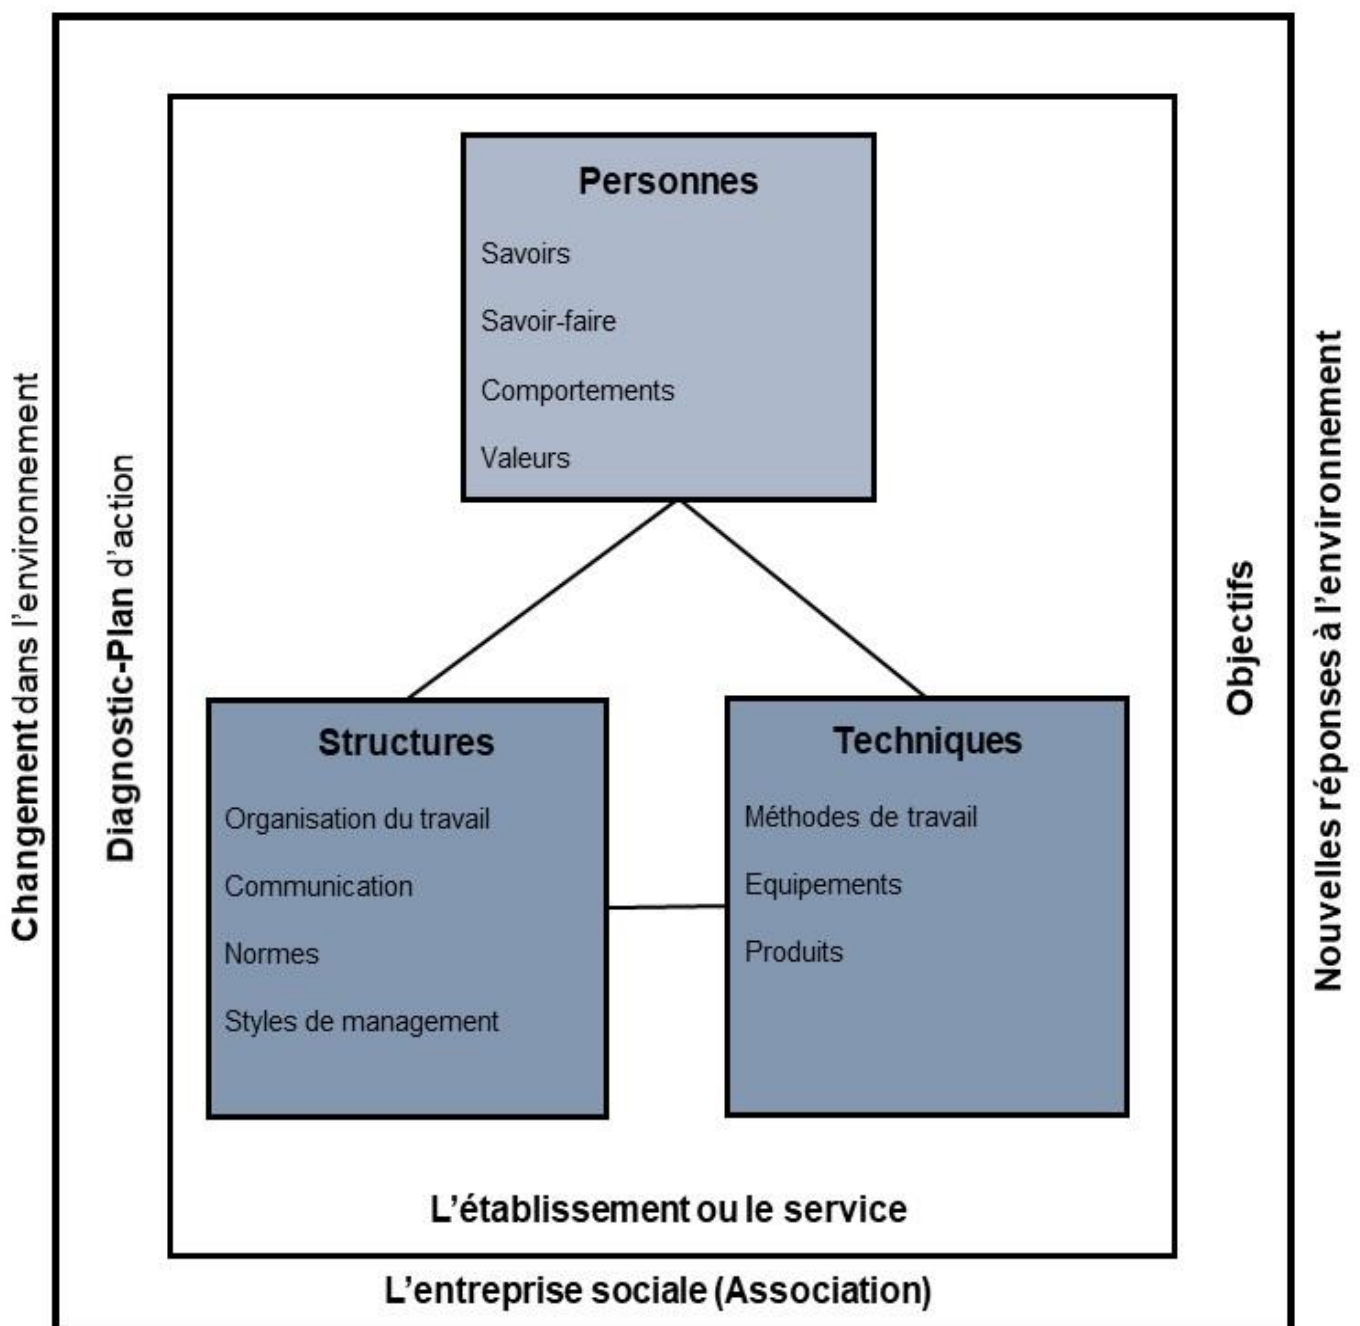 Personnes
Savoirs
Savoir-faire
Comportements
Valeurs
Changement dans l'environnement
Diagnostic-Plan d'action
Structures
Organisation du travail
Communication
Normes
Styles de management
Techniques
Méthodes de travail
Equipements
Produits
Objectifs
Nouvelles réponses à l'environnement
L'établissement ou le service
L'entreprise sociale (Association)